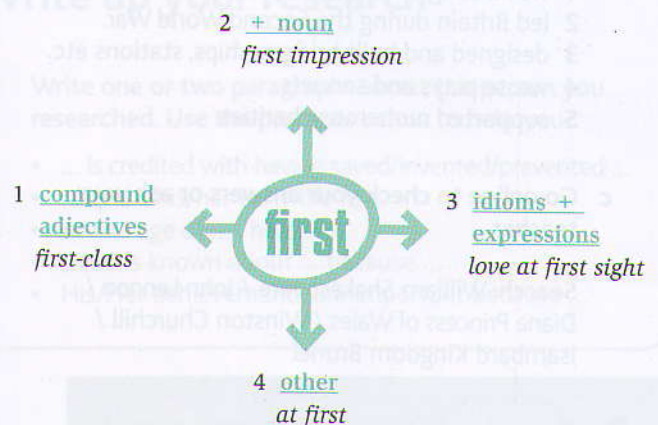 2 + noun
first impression
1 compound
adjectives
first-class
first
3 idioms +
expressions
love at first sight
4 other
at first